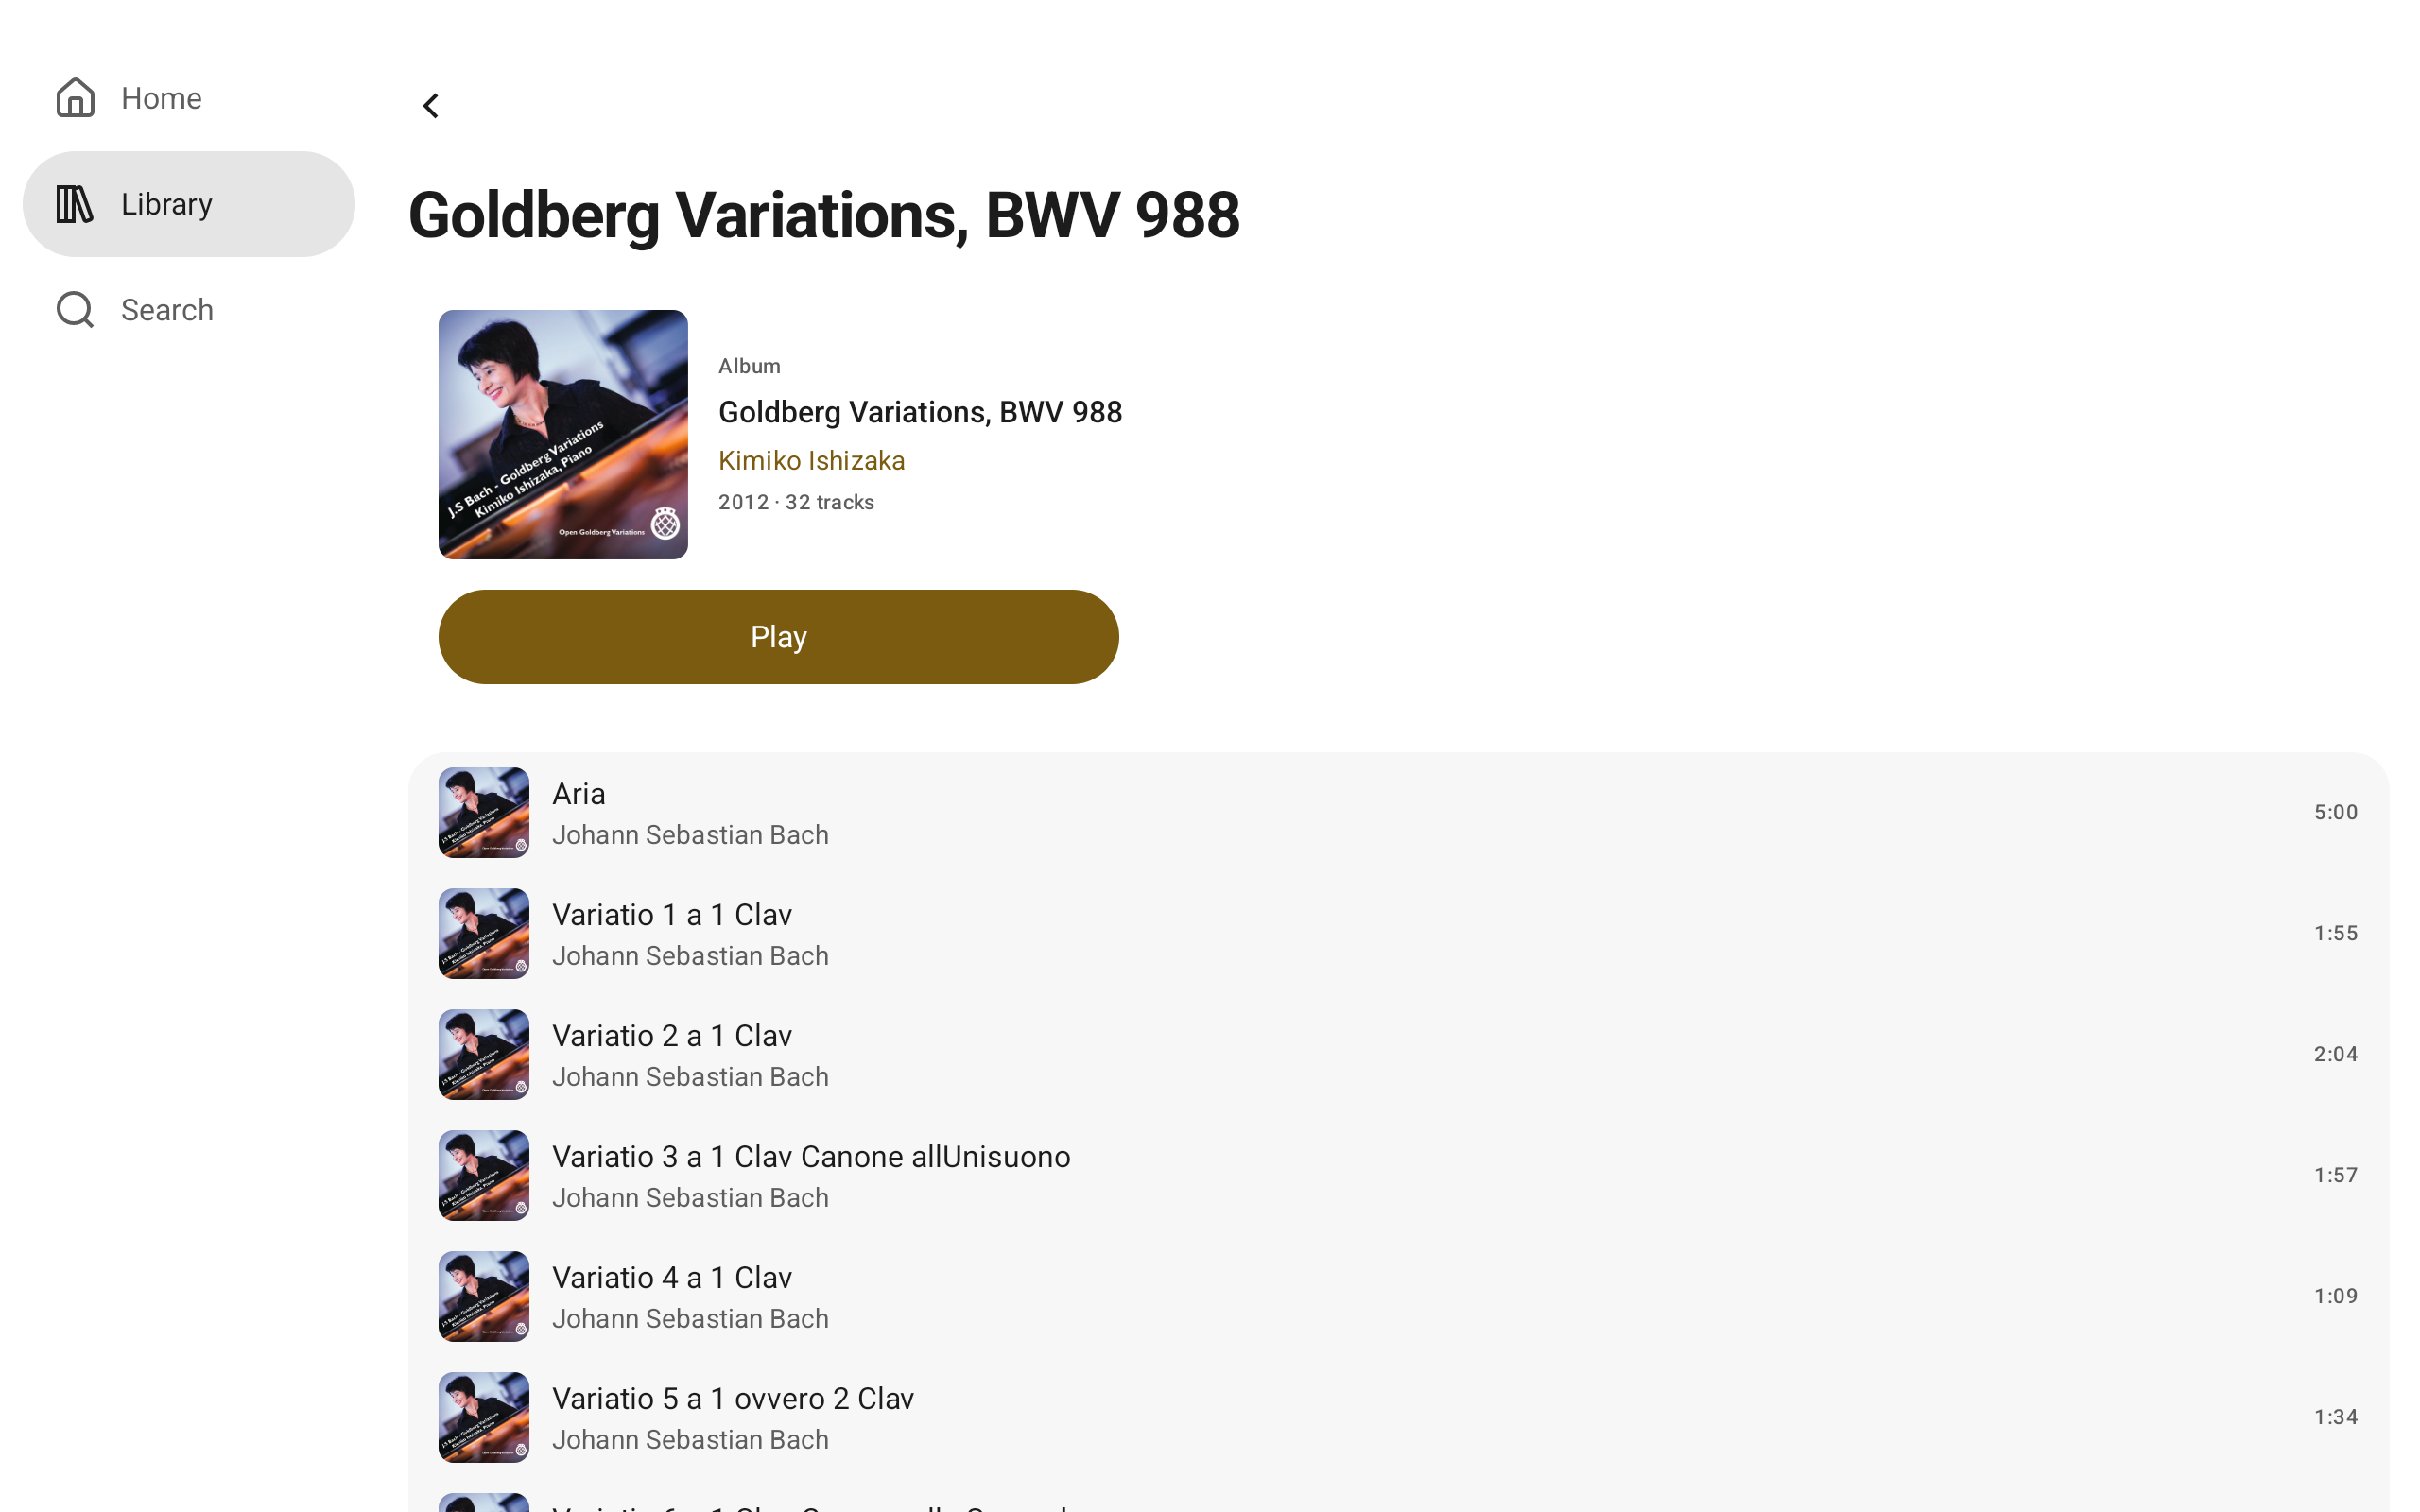 Home
Library
Search
Goldberg Variations, BWV 988
J.S Bach - Goldberg Variations
Kimiko Ishizaka, Piano
Open Goldberg Variations
Album
Goldberg Variations, BWV 988
Kimiko Ishizaka
2012 · 32 tracks
Play
Aria
Johann Sebastian Bach
5:00
Variatio 1 a 1 Clav
Johann Sebastian Bach
1:55
Variatio 2 a 1 Clav
Johann Sebastian Bach
2:04
Variatio 3 a 1 Clav Canone allUnisuono
Johann Sebastian Bach
1:57
Variatio 4 a 1 Clav
Johann Sebastian Bach
1:09
Variatio 5 a 1 ovvero 2 Clav
Johann Sebastian Bach
1:34